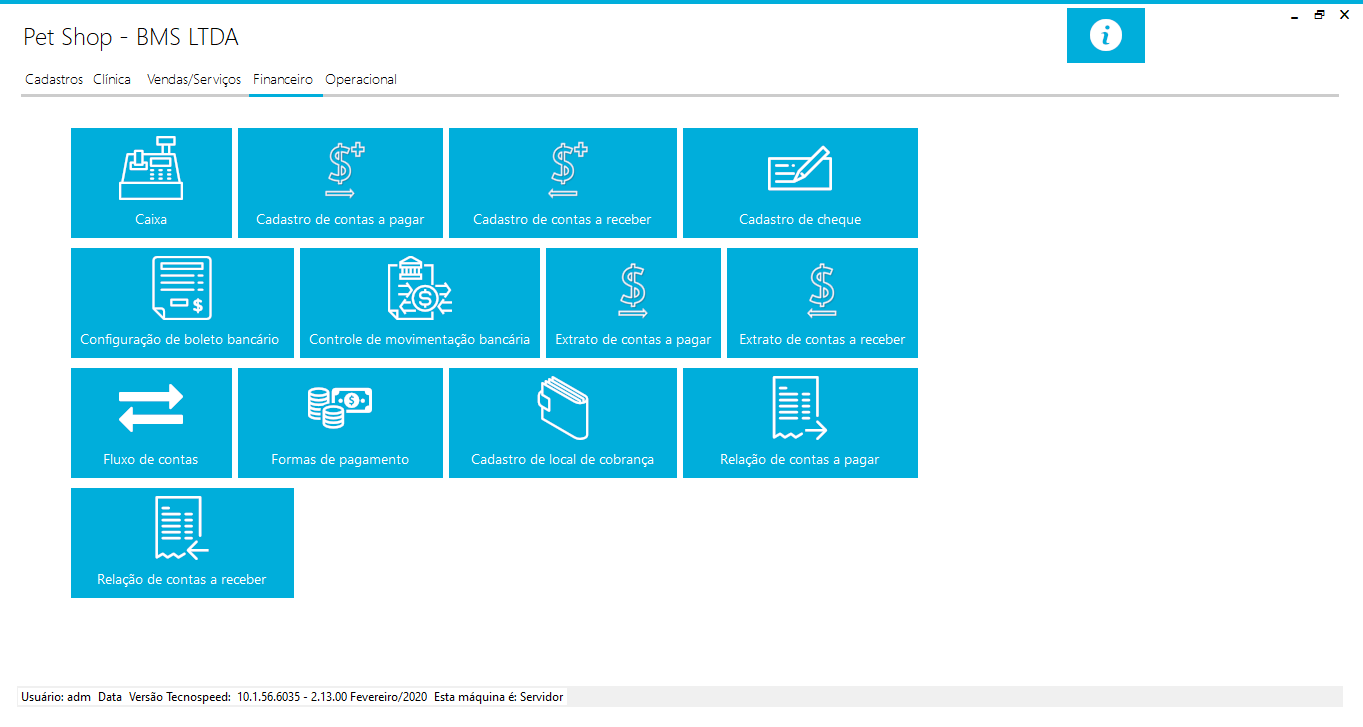 Pet Shop - BMS LTDA
Cadastros Clínica Vendas/Serviços Financeiro Operacional
Caixa
Cadastro de contas a pagar
Cadastro de contas a receber
Cadastro de cheque
Configuração de boleto bancário
Controle de movimentação bancária
Extrato de contas a pagar
Extrato de contas a receber
Fluxo de contas
Formas de pagamento
Cadastro de local de cobrança
Relação de contas a pagar
Relação de contas a receber
Usuário: adm Data Versão Tecnospeed: 10.1.56.6035 - 2.13.00 Fevereiro/2020 Esta máquina é: Servidor